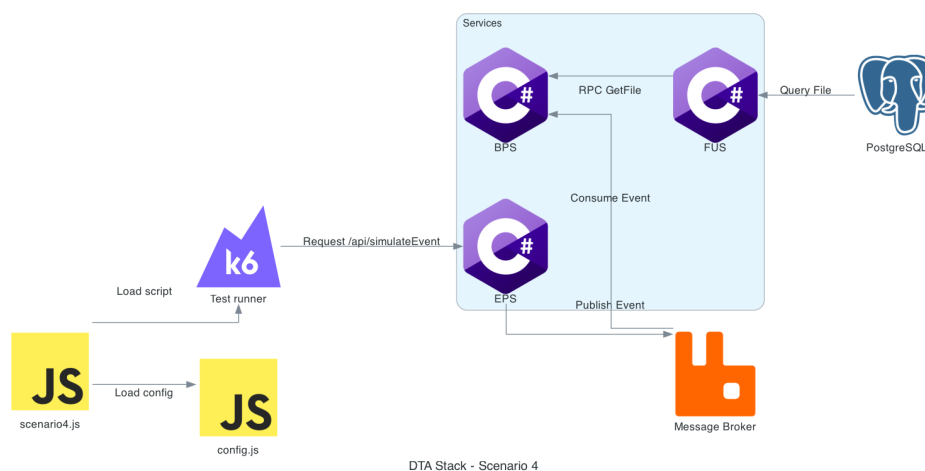 Services
C#
BPS
RPC GetFile
C#
FUS
Query File
PostgreSQL
Consume Event
k6
Test runner
Request /api/simulateEvent
C#
EPS
Load script
Publish Event
JS
scenario4.js
Load config
JS
config.js
Message Broker
DTA Stack - Scenario 4